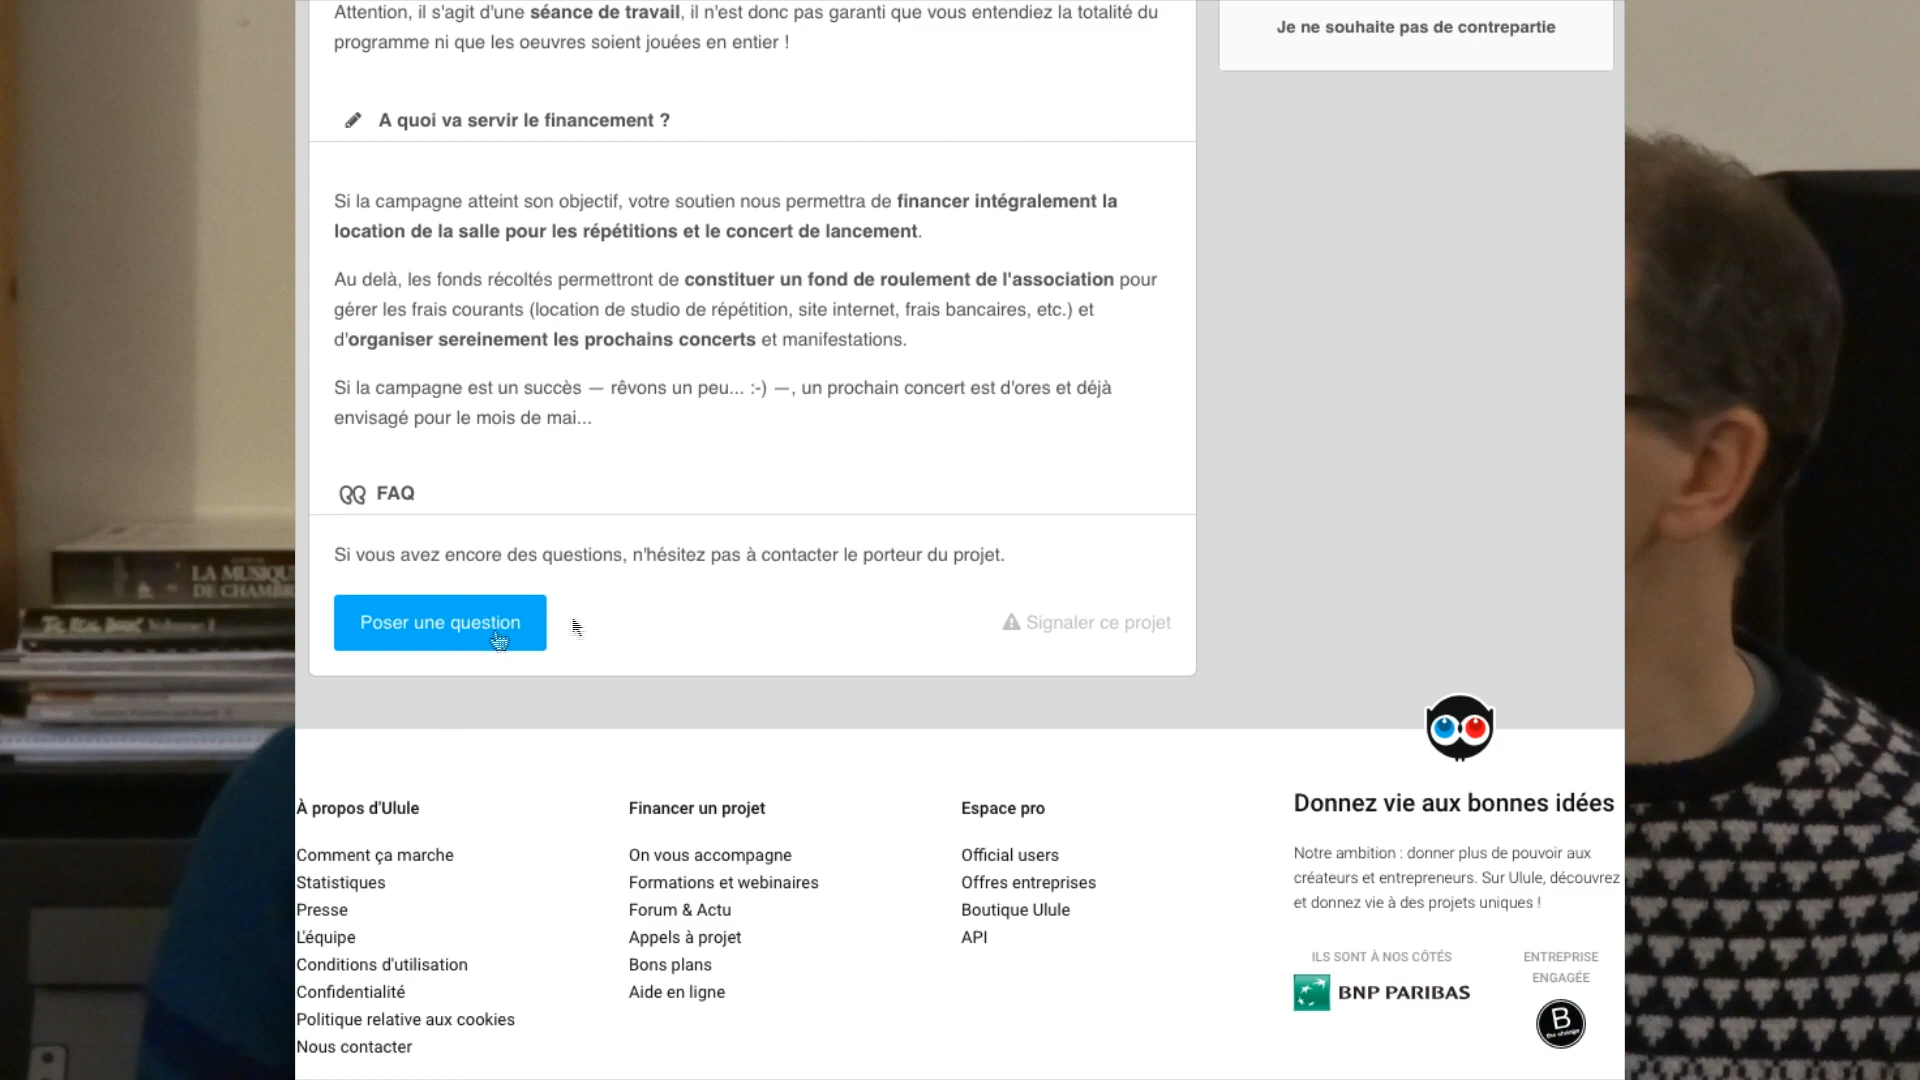 Attention, il s'agit d'une séance de travail, il n'est donc pas garanti que vous entendiez la totalité du
programme ni que les oeuvres soient jouées en entier !
Je ne souhaite pas de contrepartie
A quoi va servir le financement ?
Si la campagne atteint son objectif, votre soutien nous permettra de financer intégralement la
location de la salle pour les répétitions et le concert de lancement.
Au delà, les fonds récoltés permettront de constituer un fond de roulement de l'association pour
gérer les frais courants (location de studio de répétition, site internet, frais bancaires, etc.) et
d'organiser sereinement les prochains concerts et manifestations.
Si la campagne est un succès — rêvons un peu... :-) —, un prochain concert est d'ores et déjà
envisagé pour le mois de mai...
FAQ
Si vous avez encore des questions, n'hésitez pas à contacter le porteur du projet.
Poser une question
Signaler ce projet
LA MUSIQU
DE CHAMBR
À propos d'Ulule
Comment ça marche
Statistiques
Presse
L'équipe
Conditions d'utilisation
Confidentialité
Politique relative aux cookies
Nous contacter
Financer un projet
On vous accompagne
Formations et webinaires
Forum & Actu
Appels à projet
Bons plans
Aide en ligne
Espace pro
Official users
Offres entreprises
Boutique Ulule
API
Donnez vie aux bonnes idées
Notre ambition : donner plus de pouvoir aux
créateurs et entrepreneurs. Sur Ulule, découvrez
et donnez vie à des projets uniques !
ILS SONT À NOS CÔTÉS
BNP PARIBAS
ENTREPRISE
ENGAGÉE
B
the change